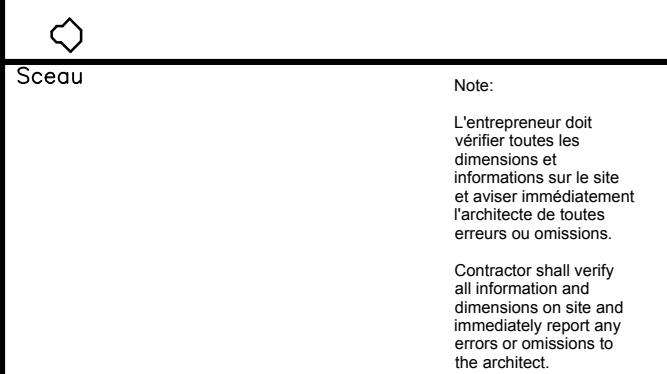 Sceau
Note:
L'entrepreneur doit
vérifier toutes les
dimensions et
informations sur le site
et aviser immédiatement
l'architecte de toutes
erreurs ou omissions.
Contractor shall verify
all information and
dimensions on site and
immediately report any
errors or omissions to
the architect.